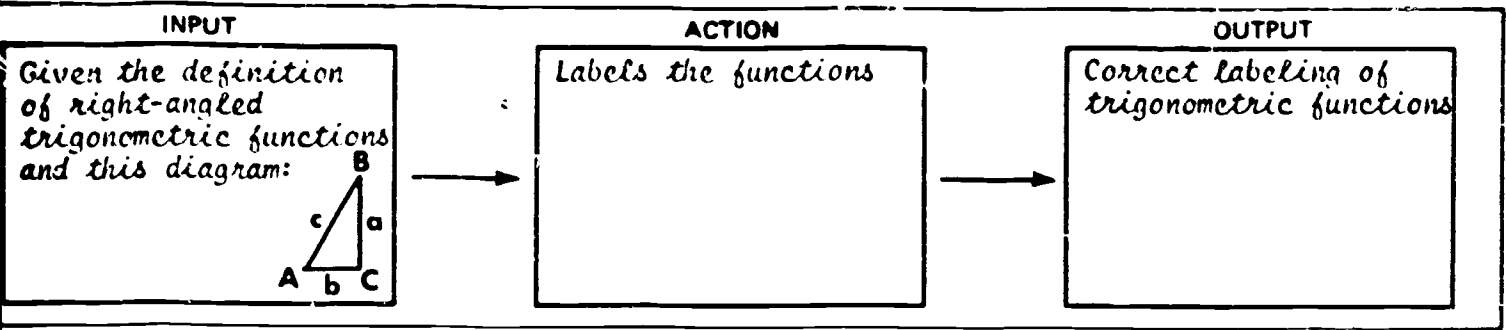 INPUT
Given the definition
of right-angled
trigonometric functions
and this diagram:
B
c
a
A
b
C
ACTION
Labels the functions
OUTPUT
Correct labeling of
trigonometric functions